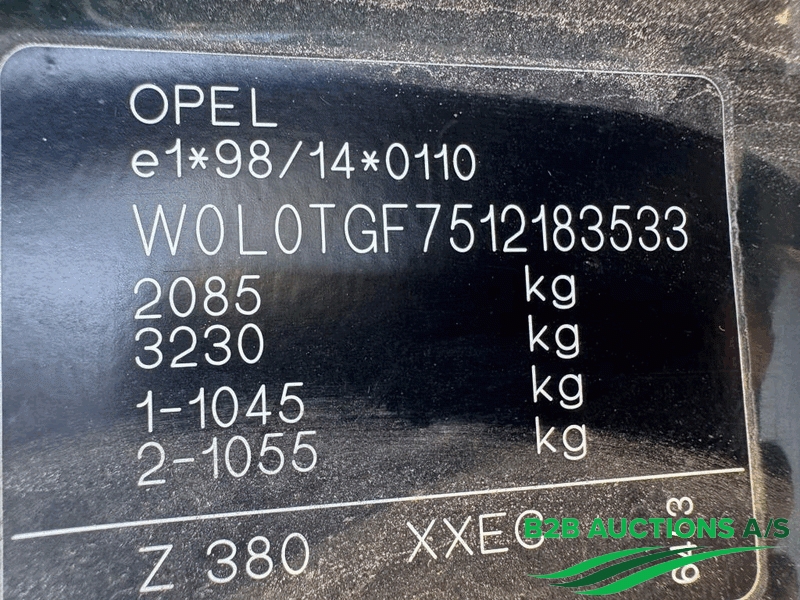 OPEL
e1*98/14*0110
W0L0TGF7512183533
2085 kg
3230 kg
1-1045 kg
2-1055 kg
Z 380 XXEC
B2B AUCTIONS A/S